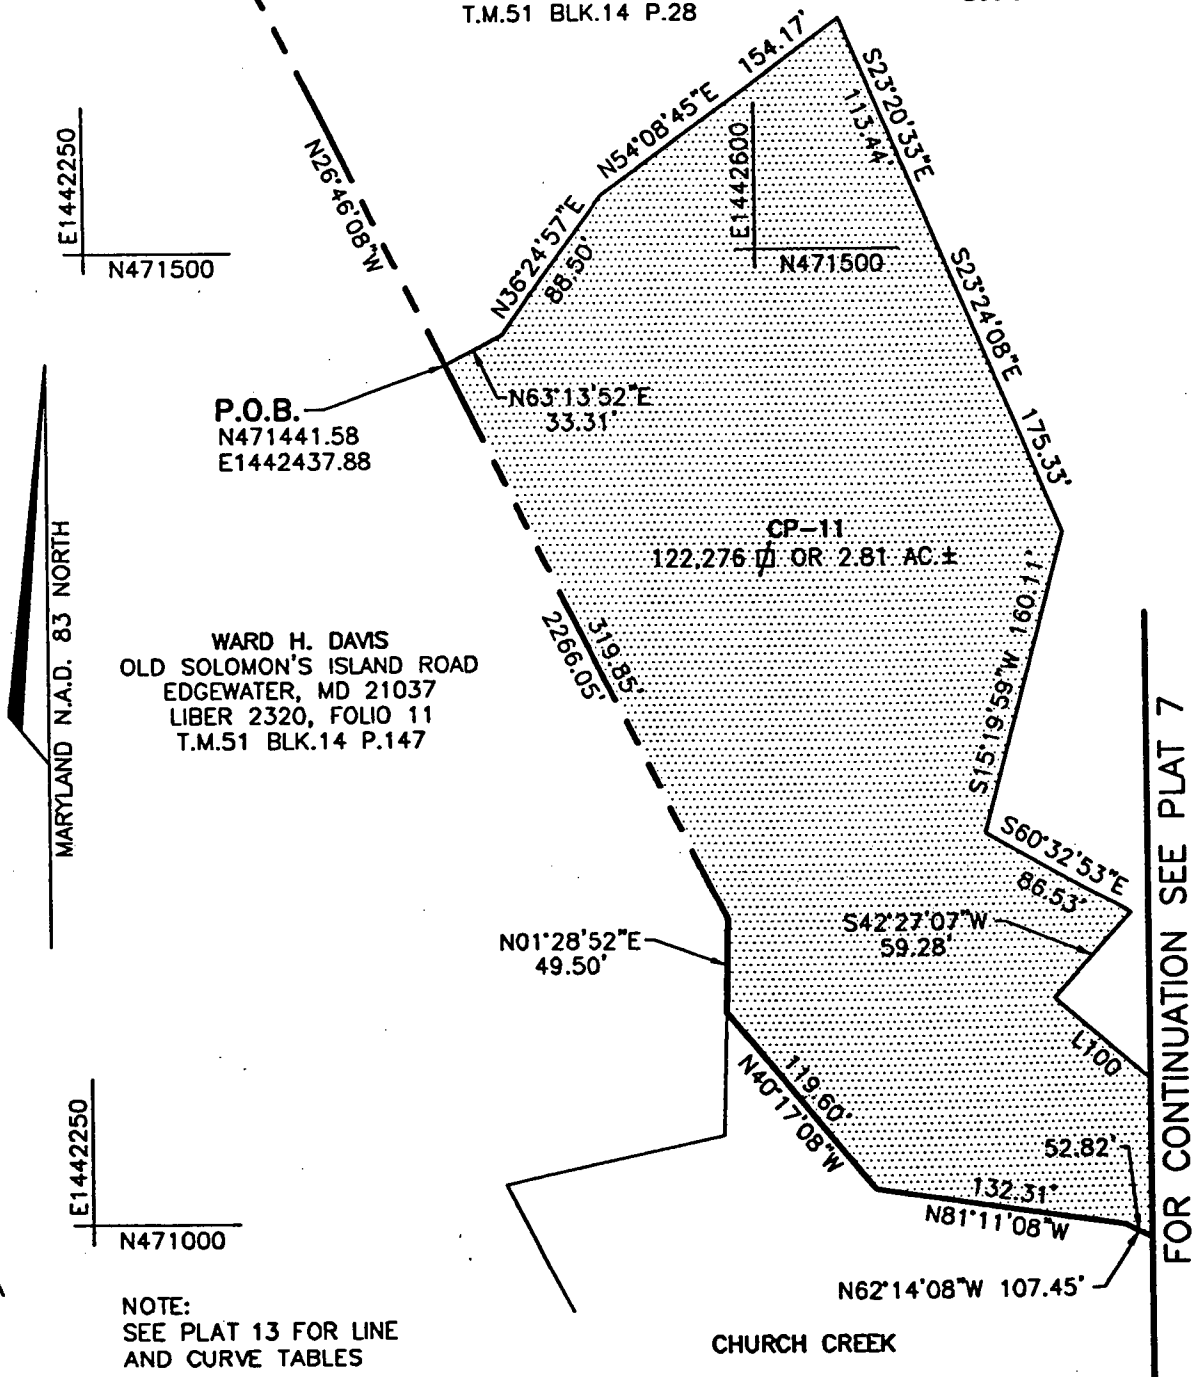 T.M.51 BLK.14 P.28
154.17'
N54°08'45"E
S23°20'33"E
113.44'
E1442250
N471500
N26°46'08"W
E1442600
N471500
N36°24'57"E
88.50'
S23°24'08"E
175.33'
P.O.B.
N471441.58
E1442437.88
N63°13'52"E
33.31'
CP-11
122,276 OR 2.81 AC.±
MARYLAND N.A.D. 83 NORTH
WARD H. DAVIS
OLD SOLOMON'S ISLAND ROAD
EDGEWATER, MD 21037
LIBER 2320, FOLIO 11
T.M.51 BLK.14 P.147
319.85'
2266.05'
S15°19'59"W 160.11'
S60°32'53"E
86.53'
S42°27'07"W
59.28'
N01°28'52"E
49.50'
L100
FOR CONTINUATION SEE PLAT 7
119.60'
N40°17'08"W
52.82'
132.31'
N81°11'08"W
N62°14'08"W 107.45'
E1442250
N471000
NOTE:
SEE PLAT 13 FOR LINE
AND CURVE TABLES
CHURCH CREEK